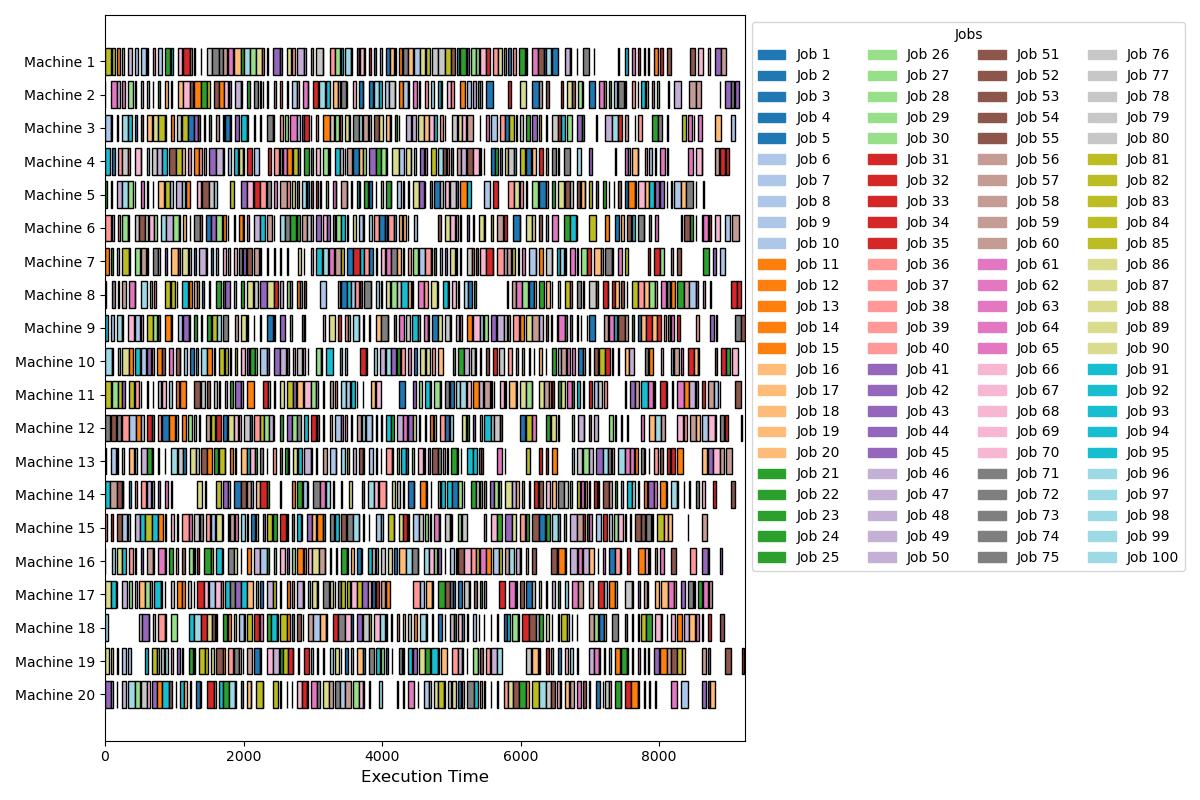 Machine 1
Machine 2
Machine 3
Machine 4
Machine 5
Machine 6
Machine 7
Machine 8
Machine 9
Machine 10
Machine 11
Machine 12
Machine 13
Machine 14
Machine 15
Machine 16
Machine 17
Machine 18
Machine 19
Machine 20
0 2000 4000 6000 8000
Execution Time
Jobs
Job 1 Job 26 Job 51 Job 76
Job 2 Job 27 Job 52 Job 77
Job 3 Job 28 Job 53 Job 78
Job 4 Job 29 Job 54 Job 79
Job 5 Job 30 Job 55 Job 80
Job 6 Job 31 Job 56 Job 81
Job 7 Job 32 Job 57 Job 82
Job 8 Job 33 Job 58 Job 83
Job 9 Job 34 Job 59 Job 84
Job 10 Job 35 Job 60 Job 85
Job 11 Job 36 Job 61 Job 86
Job 12 Job 37 Job 62 Job 87
Job 13 Job 38 Job 63 Job 88
Job 14 Job 39 Job 64 Job 89
Job 15 Job 40 Job 65 Job 90
Job 16 Job 41 Job 66 Job 91
Job 17 Job 42 Job 67 Job 92
Job 18 Job 43 Job 68 Job 93
Job 19 Job 44 Job 69 Job 94
Job 20 Job 45 Job 70 Job 95
Job 21 Job 46 Job 71 Job 96
Job 22 Job 47 Job 72 Job 97
Job 23 Job 48 Job 73 Job 98
Job 24 Job 49 Job 74 Job 99
Job 25 Job 50 Job 75 Job 100